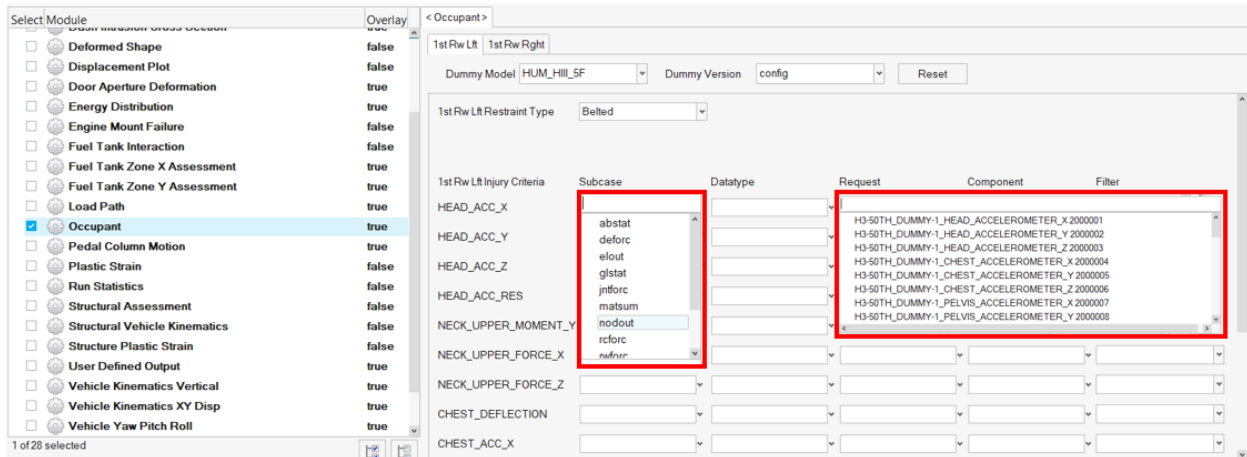 Select Module Overlay
Dash Intrusion Cross Section true
Deformed Shape false
Displacement Plot false
Door Aperture Deformation true
Energy Distribution true
Engine Mount Failure false
Fuel Tank Interaction false
Fuel Tank Zone X Assessment true
Fuel Tank Zone Y Assessment true
Load Path true
Occupant true
Pedal Column Motion true
Plastic Strain false
Run Statistics false
Structural Assessment false
Structural Vehicle Kinematics false
Structure Plastic Strain false
User Defined Output true
Vehicle Kinematics Vertical true
Vehicle Kinematics XY Disp true
Vehicle Yaw Pitch Roll true
1 of 28 selected
< Occupant >
1st Rw Lft 1st Rw Rght
Dummy Model HUM_HIII_5F Dummy Version config Reset
1st Rw Lft Restraint Type Belted
1st Rw Lft Injury Criteria Subcase Datatype Request Component Filter
HEAD_ACC_X
HEAD_ACC_Y
HEAD_ACC_Z
HEAD_ACC_RES
NECK_UPPER_MOMENT_Y
NECK_UPPER_FORCE_X
NECK_UPPER_FORCE_Z
CHEST_DEFLECTION
CHEST_ACC_X
abstat
deforc
elout
glstat
jntforc
matsum
nodout
rcforc
rwforc
H3-50TH_DUMMY-1_HEAD_ACCELEROMETER_X 2000001
H3-50TH_DUMMY-1_HEAD_ACCELEROMETER_Y 2000002
H3-50TH_DUMMY-1_HEAD_ACCELEROMETER_Z 2000003
H3-50TH_DUMMY-1_CHEST_ACCELEROMETER_X 2000004
H3-50TH_DUMMY-1_CHEST_ACCELEROMETER_Y 2000005
H3-50TH_DUMMY-1_CHEST_ACCELEROMETER_Z 2000006
H3-50TH_DUMMY-1_PELVIS_ACCELEROMETER_X 2000007
H3-50TH_DUMMY-1_PELVIS_ACCELEROMETER_Y 2000008